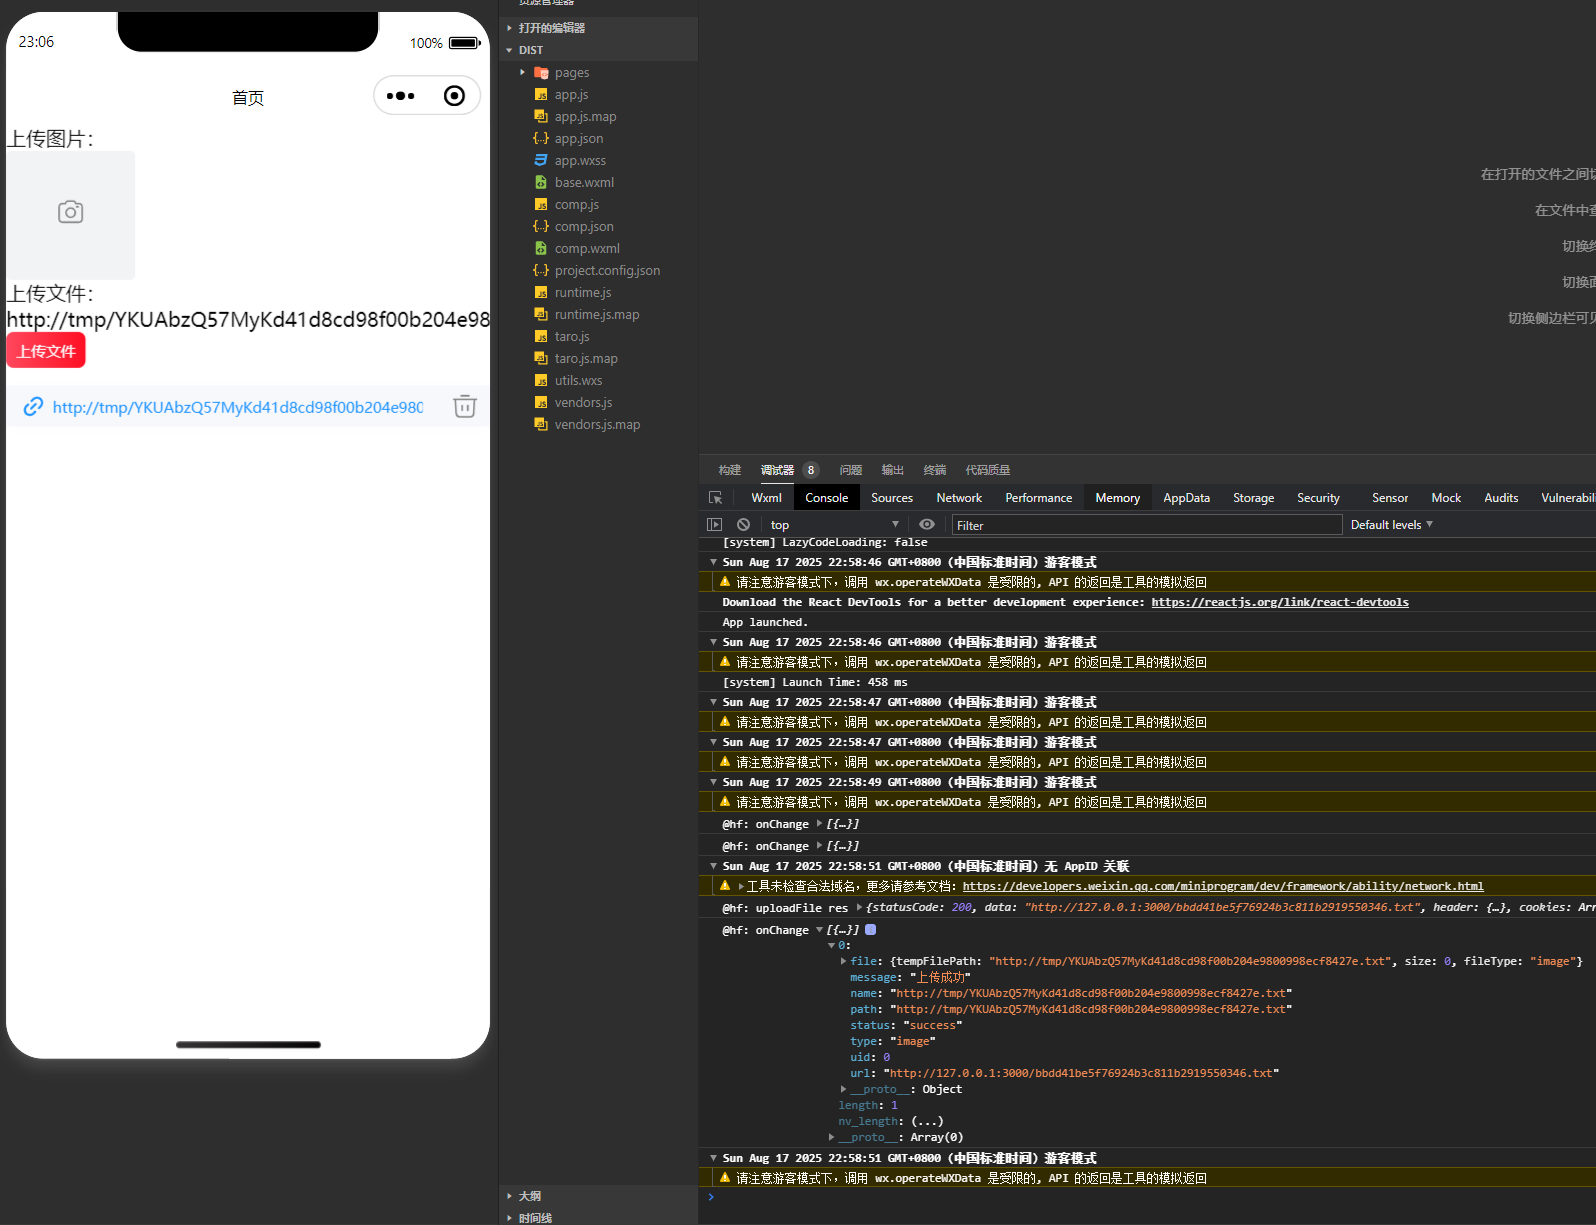 23:06
100%
首页
上传图片：
上传文件：
http://tmp/YKUAbzQ57MyKd41d8cd98f00b204e98
上传文件
http://tmp/YKUAbzQ57MyKd41d8cd98f00b204e980
资源管理器
打开的编辑器
DIST
pages
app.js
app.js.map
app.json
app.wxss
base.wxml
comp.js
comp.json
comp.wxml
project.config.json
runtime.js
runtime.js.map
taro.js
taro.js.map
utils.wxs
vendors.js
vendors.js.map
大纲
时间线
在打开的文件之间切
在文件中查
切换终
切换面
切换侧边栏可见
构建 调试器 8 问题 输出 终端 代码质量
Wxml Console Sources Network Performance Memory AppData Storage Security Sensor Mock Audits Vulnerabili
top Filter Default levels
[system] LazyCodeLoading: false
Sun Aug 17 2025 22:58:46 GMT+0800 (中国标准时间) 游客模式
请注意游客模式下，调用 wx.operateWXData 是受限的, API 的返回是工具的模拟返回
Download the React DevTools for a better development experience: https://reactjs.org/link/react-devtools
App launched.
Sun Aug 17 2025 22:58:46 GMT+0800 (中国标准时间) 游客模式
请注意游客模式下，调用 wx.operateWXData 是受限的, API 的返回是工具的模拟返回
[system] Launch Time: 458 ms
Sun Aug 17 2025 22:58:47 GMT+0800 (中国标准时间) 游客模式
请注意游客模式下，调用 wx.operateWXData 是受限的, API 的返回是工具的模拟返回
Sun Aug 17 2025 22:58:47 GMT+0800 (中国标准时间) 游客模式
请注意游客模式下，调用 wx.operateWXData 是受限的, API 的返回是工具的模拟返回
Sun Aug 17 2025 22:58:49 GMT+0800 (中国标准时间) 游客模式
请注意游客模式下，调用 wx.operateWXData 是受限的, API 的返回是工具的模拟返回
@hf: onChange [{…}]
@hf: onChange [{…}]
Sun Aug 17 2025 22:58:51 GMT+0800 (中国标准时间) 无 AppID 关联
工具未检查合法域名，更多请参考文档：https://developers.weixin.qq.com/miniprogram/dev/framework/ability/network.html
@hf: uploadFile res {statusCode: 200, data: "http://127.0.0.1:3000/bbdd41be5f76924b3c811b2919550346.txt", header: {…}, cookies: Arr
@hf: onChange [{…}]
0:
file: {tempFilePath: "http://tmp/YKUAbzQ57MyKd41d8cd98f00b204e9800998ecf8427e.txt", size: 0, fileType: "image"}
message: "上传成功"
name: "http://tmp/YKUAbzQ57MyKd41d8cd98f00b204e9800998ecf8427e.txt"
path: "http://tmp/YKUAbzQ57MyKd41d8cd98f00b204e9800998ecf8427e.txt"
status: "success"
type: "image"
uid: 0
url: "http://127.0.0.1:3000/bbdd41be5f76924b3c811b2919550346.txt"
__proto__: Object
length: 1
nv_length: (...)
__proto__: Array(0)
Sun Aug 17 2025 22:58:51 GMT+0800 (中国标准时间) 游客模式
请注意游客模式下，调用 wx.operateWXData 是受限的, API 的返回是工具的模拟返回